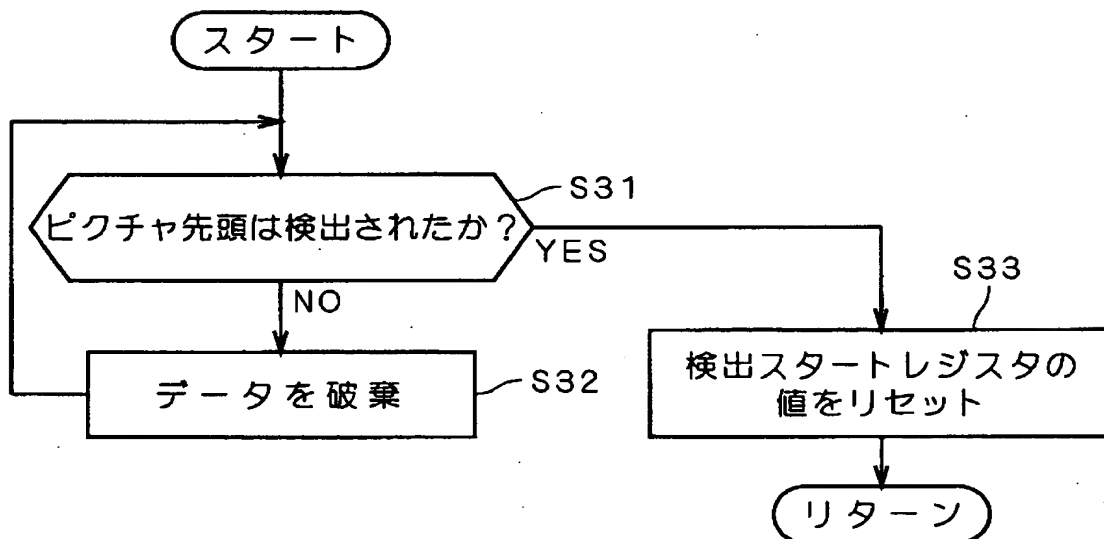 スタート
ピクチャ先頭は検出されたか?
S31
YES
NO
データを破棄
S32
S33
検出スタートレジスタの
値をリセット
リターン